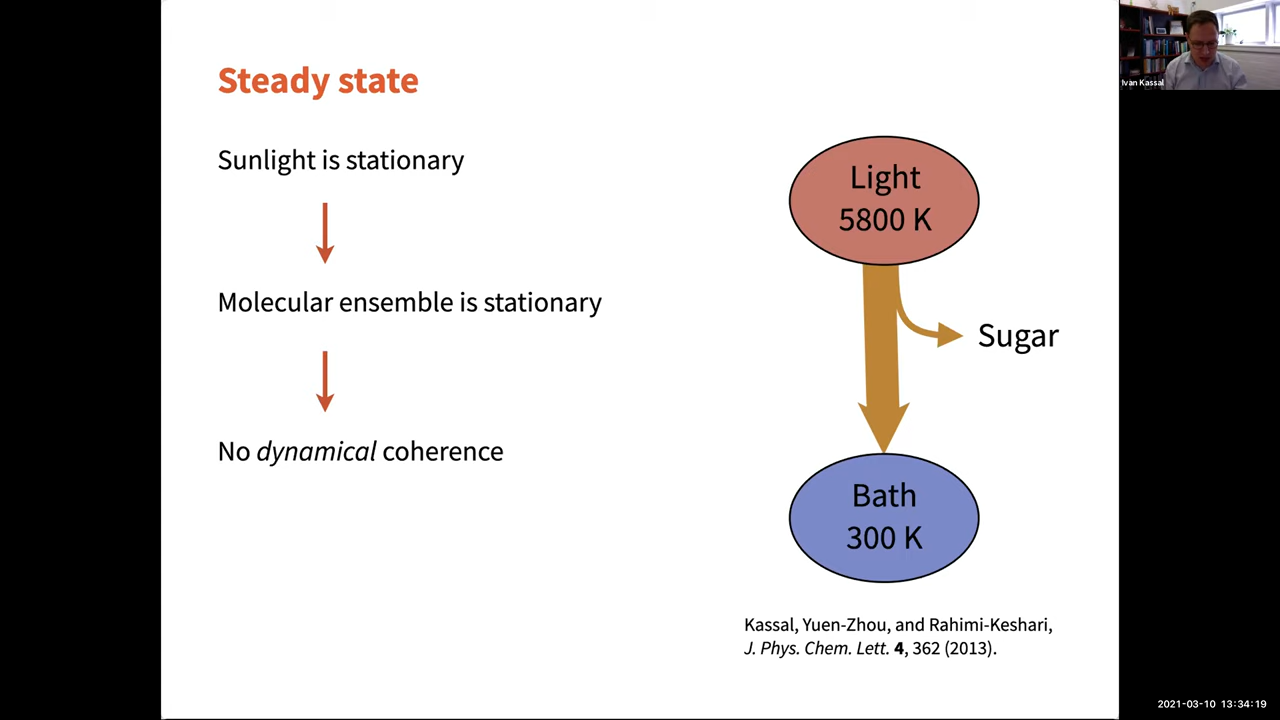 Steady state
Sunlight is stationary
Molecular ensemble is stationary
No dynamical coherence
Light
5800 K
Sugar
Bath
300 K
Kassal, Yuen-Zhou, and Rahimi-Keshari,
J. Phys. Chem. Lett. 4, 362 (2013).
Ivan Kassal
2021-03-10 13:34:19